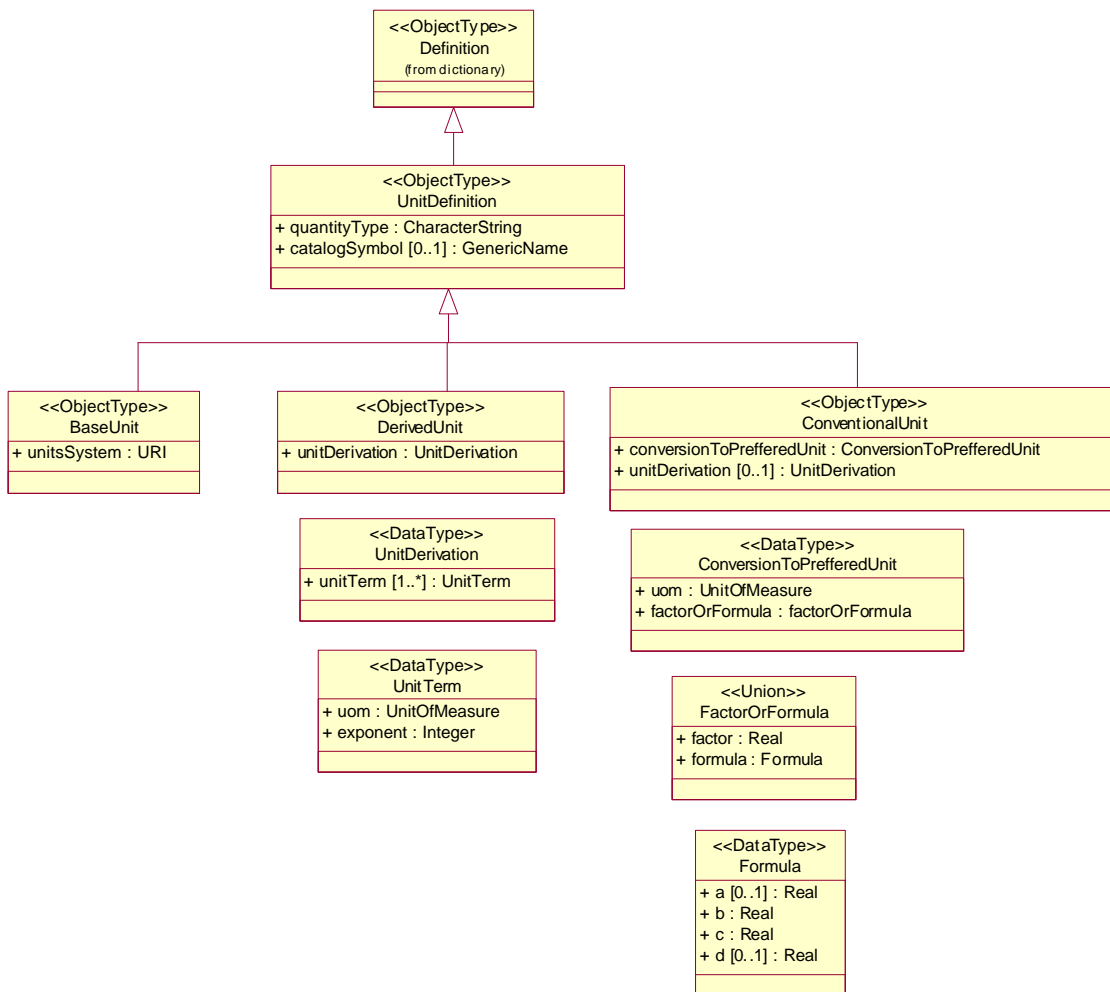 <<ObjectType>>
Definition
(from dictionary)
<<ObjectType>>
UnitDefinition
+ quantityType : CharacterString
+ catalogSymbol [0..1] : GenericName
<<ObjectType>>
BaseUnit
+ unitsSystem : URI
<<ObjectType>>
DerivedUnit
+ unitDerivation : UnitDerivation
<<ObjectType>>
ConventionalUnit
+ conversionToPrefferedUnit : ConversionToPrefferedUnit
+ unitDerivation [0..1] : UnitDerivation
<<DataType>>
UnitDerivation
+ unitTerm [1..*] : UnitTerm
<<DataType>>
ConversionToPrefferedUnit
+ uom : UnitOfMeasure
+ factorOrFormula : factorOrFormula
<<DataType>>
UnitTerm
+ uom : UnitOfMeasure
+ exponent : Integer
<<Union>>
FactorOrFormula
+ factor : Real
+ formula : Formula
<<DataType>>
Formula
+ a [0..1] : Real
+ b : Real
+ c : Real
+ d [0..1] : Real